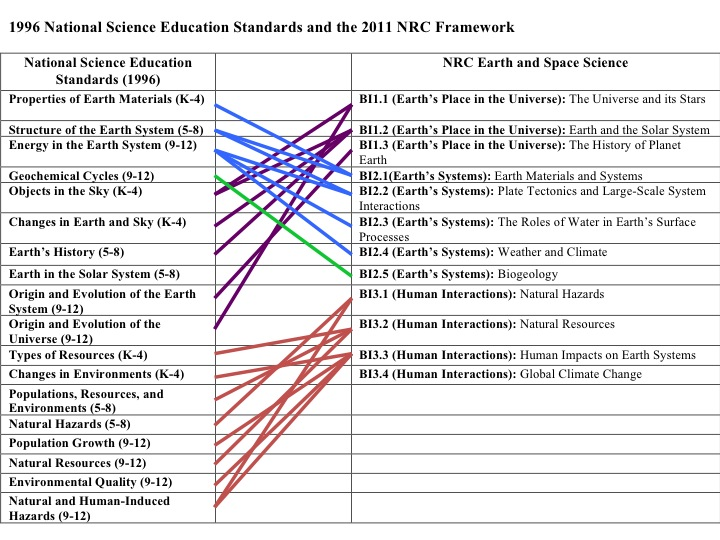 1996 National Science Education Standards and the 2011 NRC Framework
National Science Education
Standards (1996)
NRC Earth and Space Science
Properties of Earth Materials (K-4)
BI1.1 (Earth's Place in the Universe): The Universe and its Stars
Structure of the Earth System (5-8)
BI1.2 (Earth's Place in the Universe): Earth and the Solar System
Energy in the Earth System (9-12)
BI1.3 (Earth's Place in the Universe): The History of Planet
Earth
Geochemical Cycles (9-12)
BI2.1(Earth's Systems): Earth Materials and Systems
Objects in the Sky (K-4)
BI2.2 (Earth's Systems): Plate Tectonics and Large-Scale System
Interactions
Changes in Earth and Sky (K-4)
BI2.3 (Earth's Systems): The Roles of Water in Earth's Surface
Processes
Earth's History (5-8)
BI2.4 (Earth's Systems): Weather and Climate
Earth in the Solar System (5-8)
BI2.5 (Earth's Systems): Biogeology
Origin and Evolution of the Earth
System (9-12)
BI3.1 (Human Interactions): Natural Hazards
Origin and Evolution of the
Universe (9-12)
BI3.2 (Human Interactions): Natural Resources
Types of Resources (K-4)
BI3.3 (Human Interactions): Human Impacts on Earth Systems
Changes in Environments (K-4)
BI3.4 (Human Interactions): Global Climate Change
Populations, Resources, and
Environments (5-8)
Natural Hazards (5-8)
Population Growth (9-12)
Natural Resources (9-12)
Environmental Quality (9-12)
Natural and Human-Induced
Hazards (9-12)